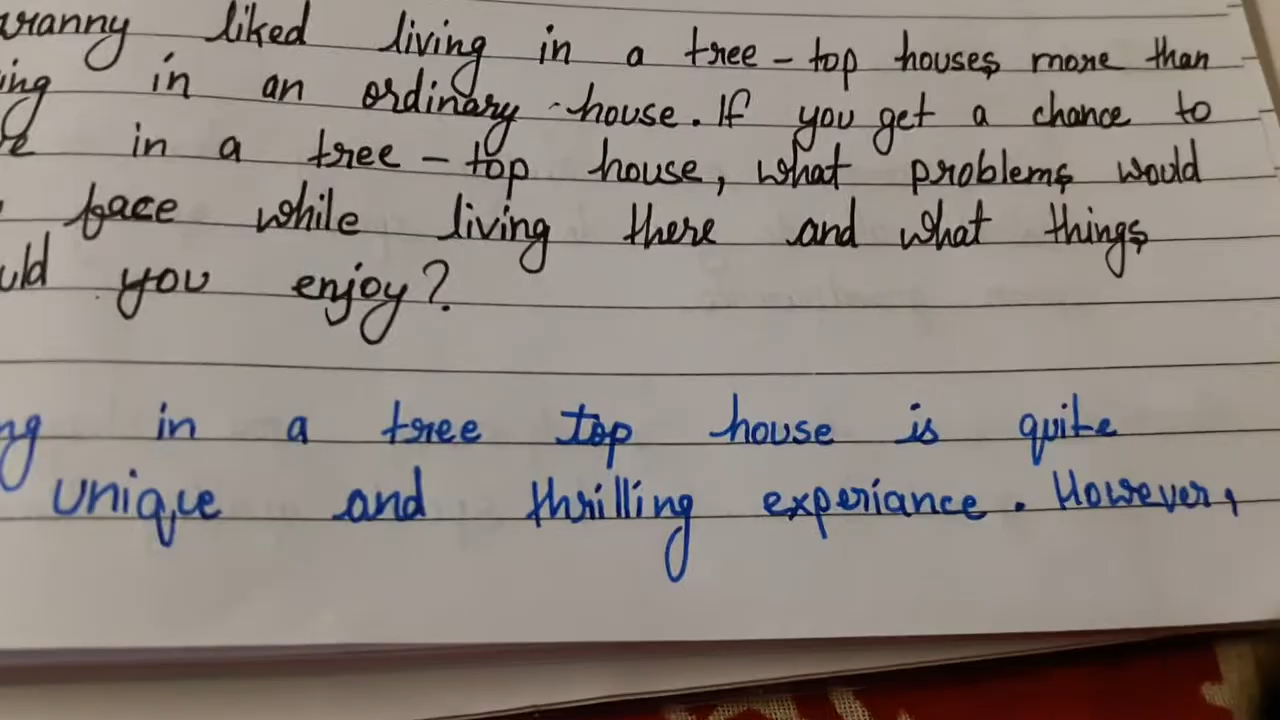 ranny liked living in a tree-top houses more than
ing in an ordinary house. If you get a chance to
e in a tree-top house, what problems would
face while living there and what things
uld you enjoy?
ng in a tree top house is quite
unique and thrilling experiance. However,